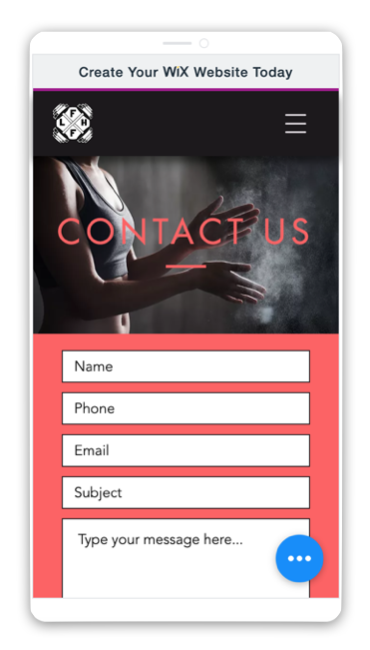 Create Your WiX Website Today
F
L H
F
CONTACT US
Name
Phone
Email
Subject
Type your message here...